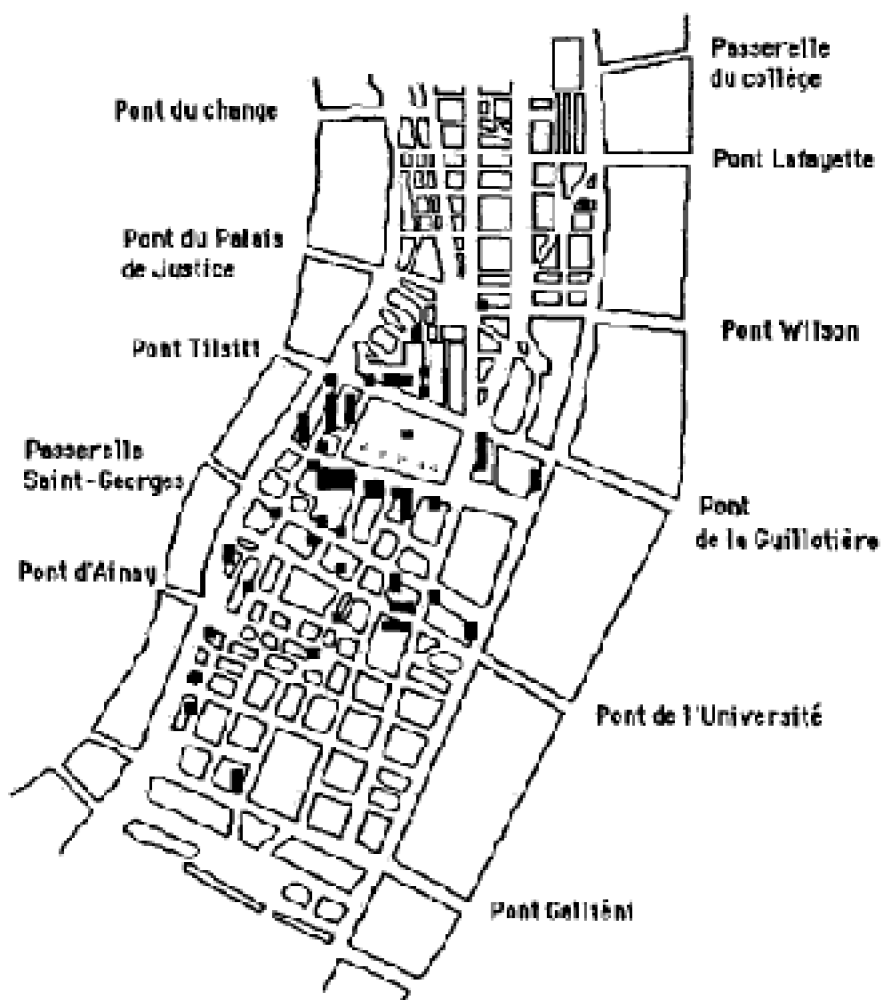 Passerelle
du collège
Pont du change
Pont Lafayette
Pont du Palais
de Justice
Pont Wilson
Pont Tilsitt
Passerelle
Saint-Georges
Pont
de la Guillotière
Pont d'Ainay
Pont de l'Université
Pont Galliéni